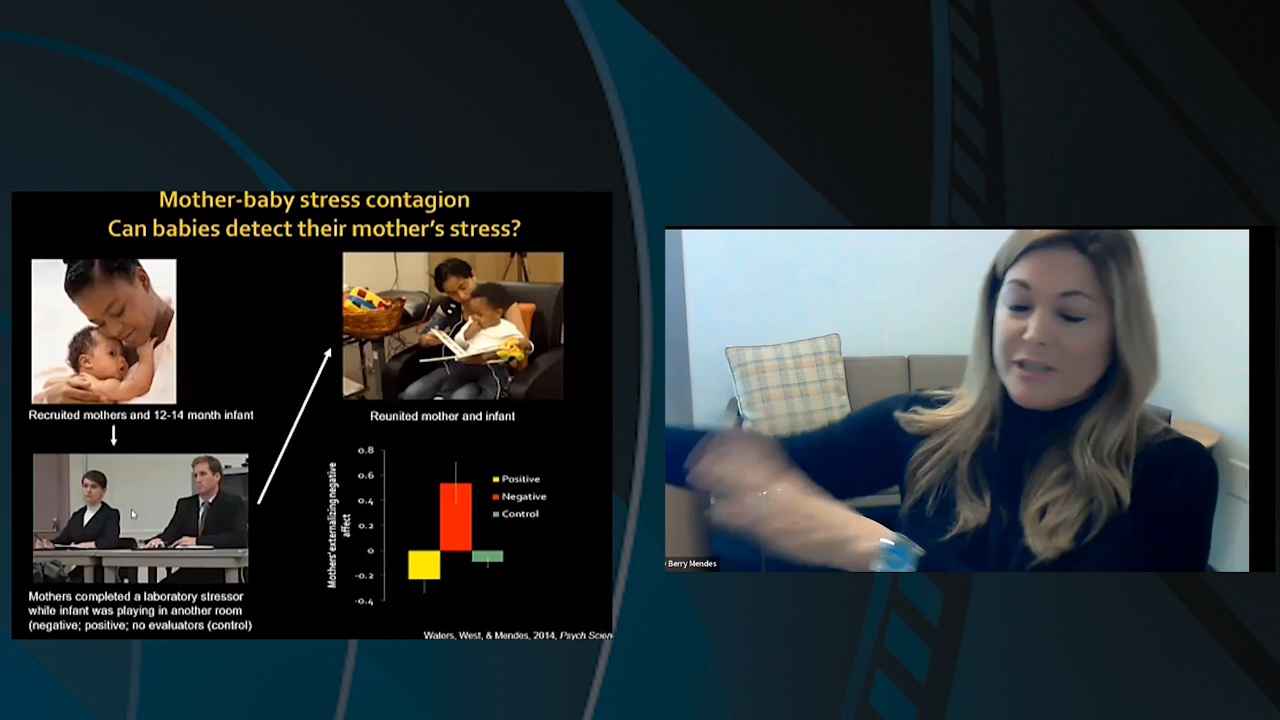 Mother-baby stress contagion
Can babies detect their mother's stress?
Recruited mothers and 12-14 month infant
Reunited mother and infant
Mothers completed a laboratory stressor
while infant was playing in another room
(negative; positive; no evaluators (control)
Mothers' externalizing negative
affect
0.8
0.6
0.4
0.2
0
-0.2
-0.4
Positive
Negative
Control
Waters, West, & Mendes, 2014, Psych Scien
Berry Mendes